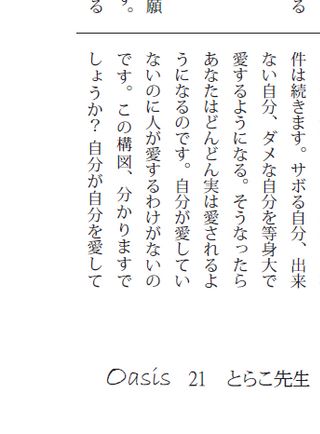 る
願
す。
る
件は続きます。サボる自分、出来
ない自分、ダメな自分を等身大で
愛するようになる。そうなったら
あなたはどんどん実は愛されるよ
うになるのです。自分が愛してい
ないのに人が愛するわけがないの
です。この構図、分かりますで
しょうか？自分が自分を愛して
Oasis 21 とらこ先生